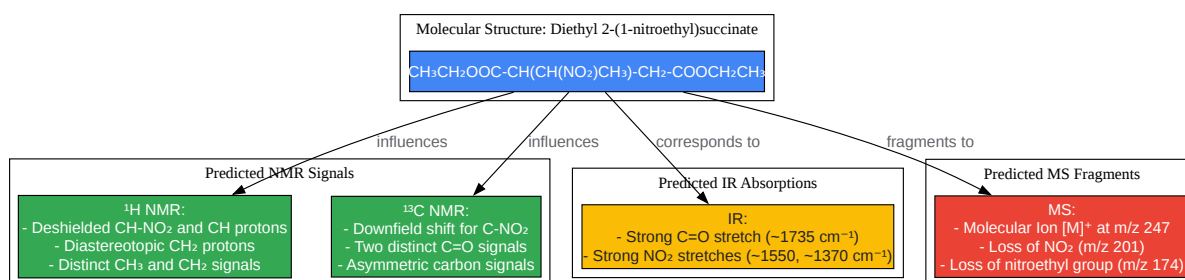 Molecular Structure: Diethyl 2-(1-nitroethyl)succinate
CH₃CH₂OOC-CH(CH(NO₂)CH₃)-CH₂-COOCH₂CH₃
influences
influences
corresponds to
fragments to
Predicted NMR Signals
¹H NMR:
- Deshielded CH-NO₂ and CH protons
- Diastereotopic CH₂ protons
- Distinct CH₃ and CH₂ signals
¹³C NMR:
- Downfield shift for C-NO₂
- Two distinct C=O signals
- Asymmetric carbon signals
Predicted IR Absorptions
IR:
- Strong C=O stretch (~1735 cm⁻¹)
- Strong NO₂ stretches (~1550, ~1370 cm⁻¹)
Predicted MS Fragments
MS:
- Molecular Ion [M]⁺ at m/z 247
- Loss of NO₂ (m/z 201)
- Loss of nitroethyl group (m/z 174)